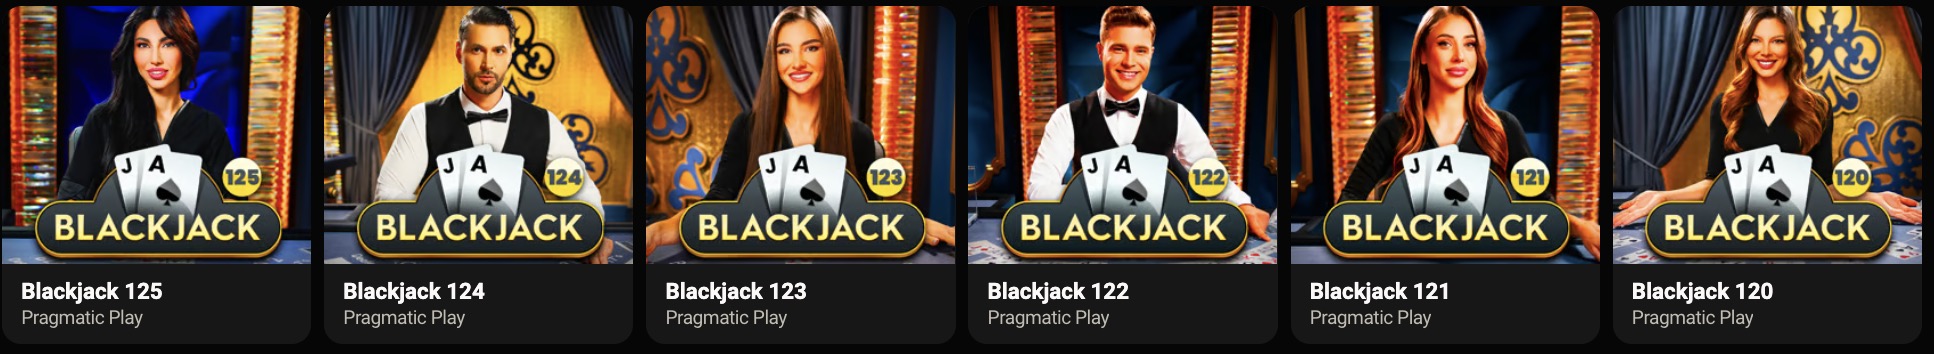 J A
125
BLACKJACK
Blackjack 125
Pragmatic Play
J A
124
BLACKJACK
Blackjack 124
Pragmatic Play
J A
123
BLACKJACK
Blackjack 123
Pragmatic Play
J A
122
BLACKJACK
Blackjack 122
Pragmatic Play
J A
121
BLACKJACK
Blackjack 121
Pragmatic Play
J A
120
BLACKJACK
Blackjack 120
Pragmatic Play